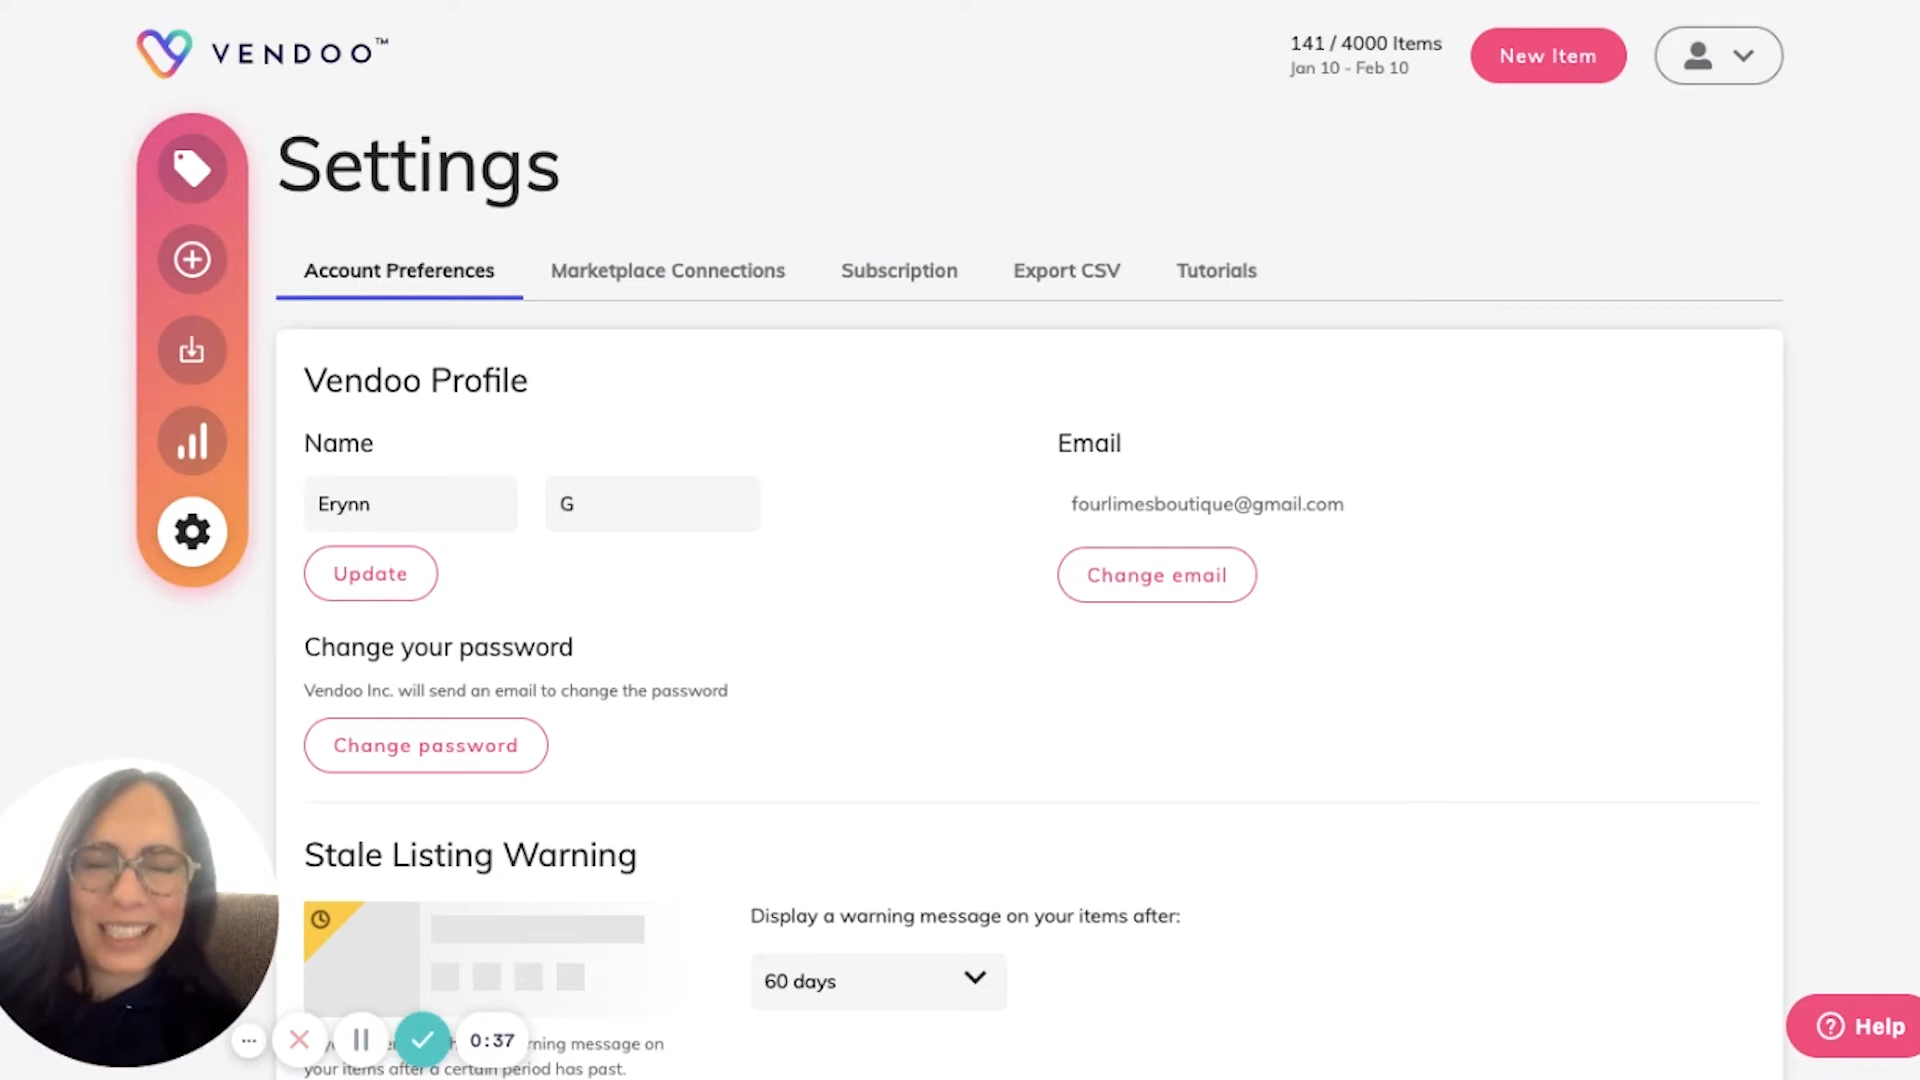 VENDOO™
141 / 4000 Items
Jan 10 - Feb 10
New Item
Settings
Account Preferences
Marketplace Connections
Subscription
Export CSV
Tutorials
Vendoo Profile
Name
Email
Erynn
G
fourlimesboutique@gmail.com
Update
Change email
Change your password
Vendoo Inc. will send an email to change the password
Change password
Stale Listing Warning
Display a warning message on your items after:
60 days
0:37
message on
your items after a certain period has past.
Help